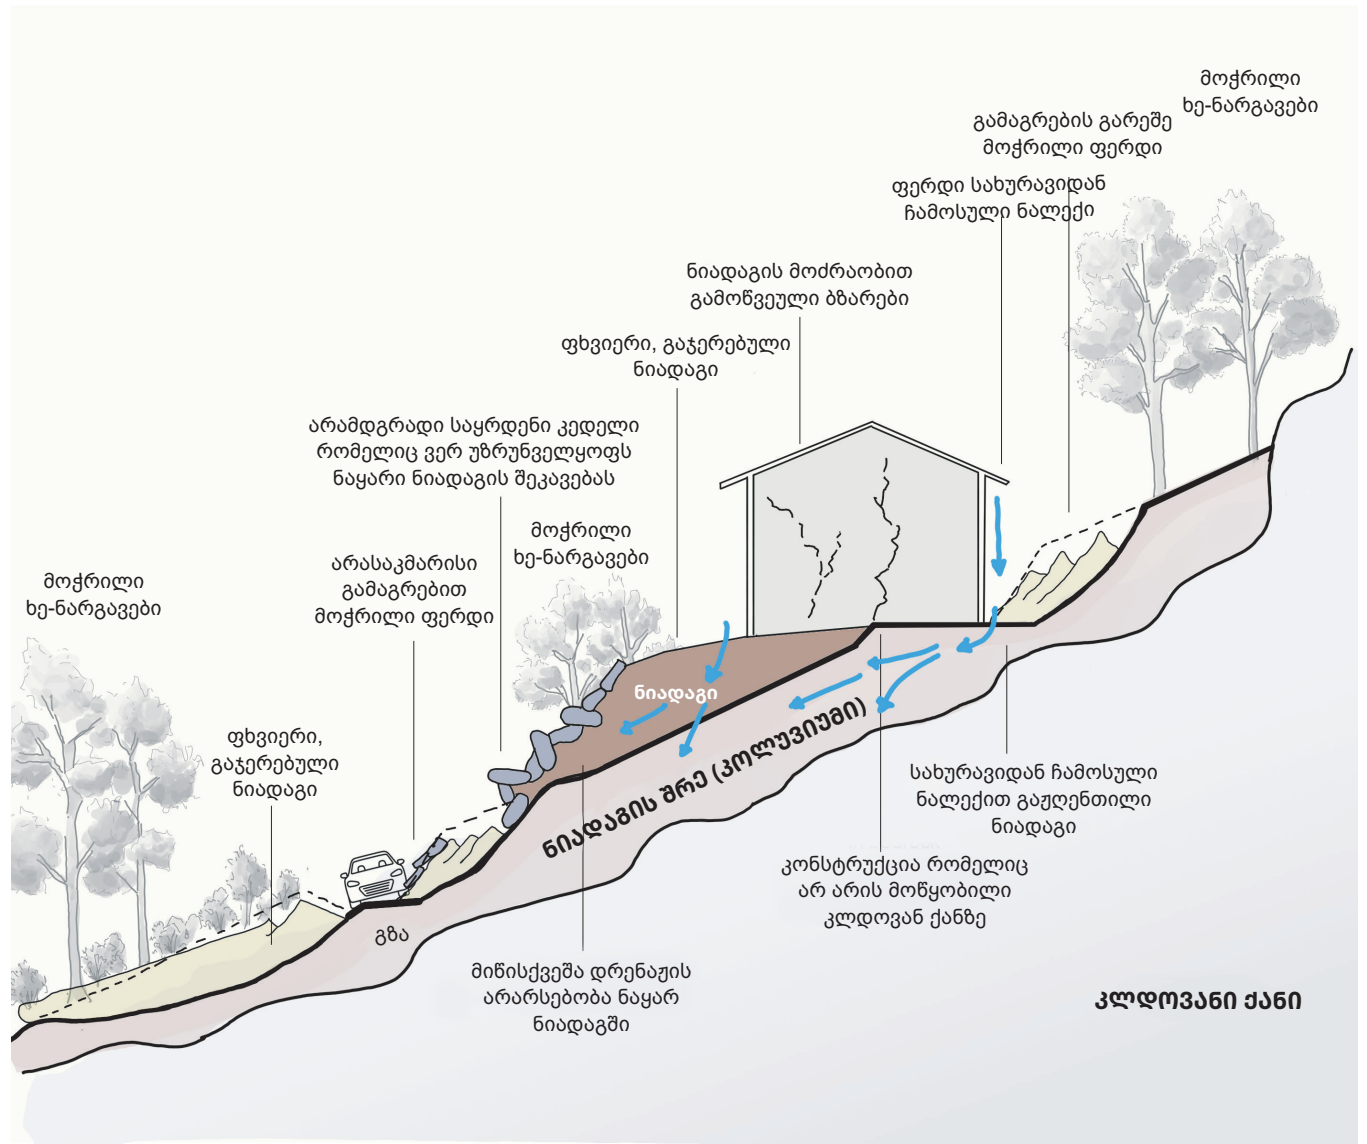 მოჭრილი
ხე-ნარგავები
გამაგრების გარეშე
მოჭრილი ფერდი
ფერდი სახურავიდან
ჩამოსული ნალექი
ნიადაგის მოძრაობით
გამოწვეული ბზარები
ფხვიერი, გაჯერებული
ნიადაგი
არამდგრადი საყრდენი კედელი
რომელიც ვერ უზრუნველყოფს
ნაყარი ნიადაგის შეკავებას
მოჭრილი
ხე-ნარგავები
არასაკმარისი
გამაგრებით
მოჭრილი ფერდი
მოჭრილი
ხე-ნარგავები
ნიადაგი
ფხვიერი,
გაჯერებული
ნიადაგი
ნიადაგის შრე (კოლუვიუმი)
სახურავიდან ჩამოსული
ნალექით გაჟღენთილი
ნიადაგი
კონსტრუქცია რომელიც
არ არის მოწყობილი
კლდოვან ქანზე
გზა
მიწისქვეშა დრენაჟის
არარსებობა ნაყარ
ნიადაგში
კლდოვანი ქანი